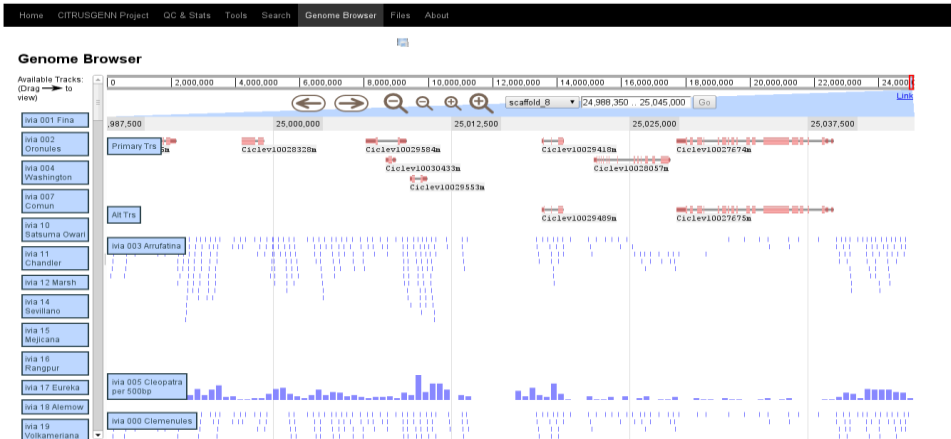 Home CITRUSGENN Project QC & Stats Tools Search Genome Browser Files About
Genome Browser
Available Tracks:
(Drag to
view)
0 2,000,000 4,000,000 6,000,000 8,000,000 10,000,000 12,000,000 14,000,000 16,000,000 18,000,000 20,000,000 22,000,000 24,000,0
Link
scaffold_8 24,988,350 .. 25,045,000 Go
,987,500 25,000,000 25,012,500 25,025,000 25,037,500
ivia 001 Fina
ivia 002
Oronules
ivia 004
Washington
ivia 007
Comun
ivia 10
Satsuma Owari
ivia 11
Chandler
ivia 12 Marsh
ivia 14
Sevillano
ivia 15
Mejicana
ivia 16
Rangpur
ivia 17 Eureka
ivia 18 Alemow
ivia 19
Volkameriana
Primary Trs
Ciclev10028328m Ciclev10029584m Ciclev10029418m Ciclev10027674m
Ciclev10030433m Ciclev10028057m
Ciclev10029553m
Alt Trs
Ciclev10029489m Ciclev10027675m
ivia 003 Arrufatina
ivia 005 Cleopatra
per 500bp
ivia 000 Clemenules